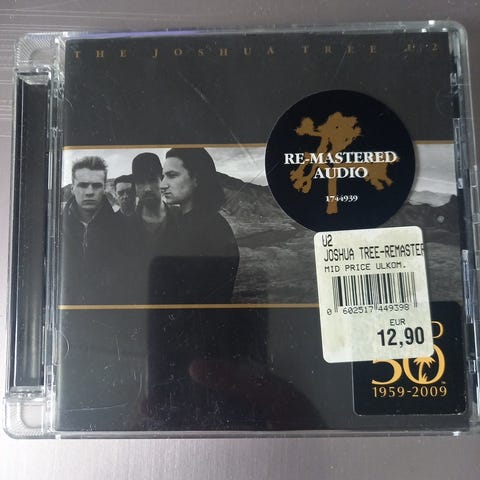 THE JOSHUA TREE U2
RE-MASTERED
AUDIO
1744939
U2
JOSHUA TREE-REMASTER
MID PRICE ULKOM.
0 602517 449398
EUR
12,90
50
1959-2009